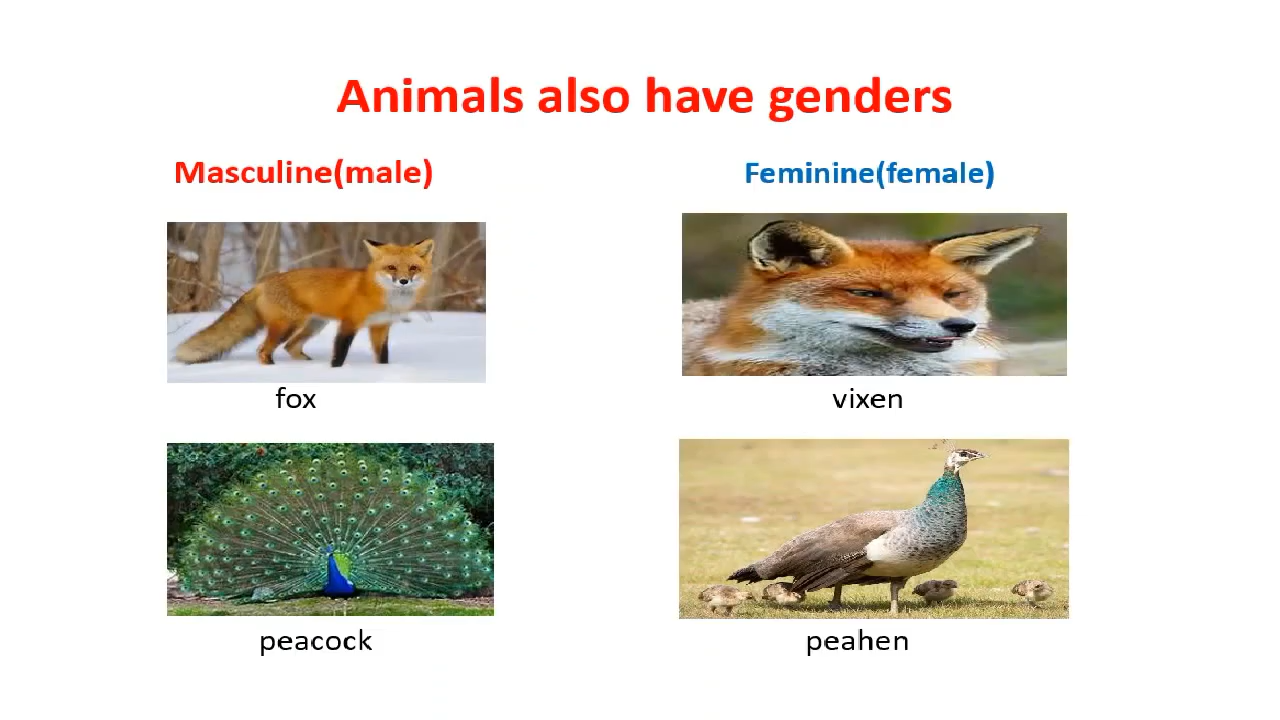 Animals also have genders
Masculine(male) Feminine(female)
fox vixen
peacock peahen